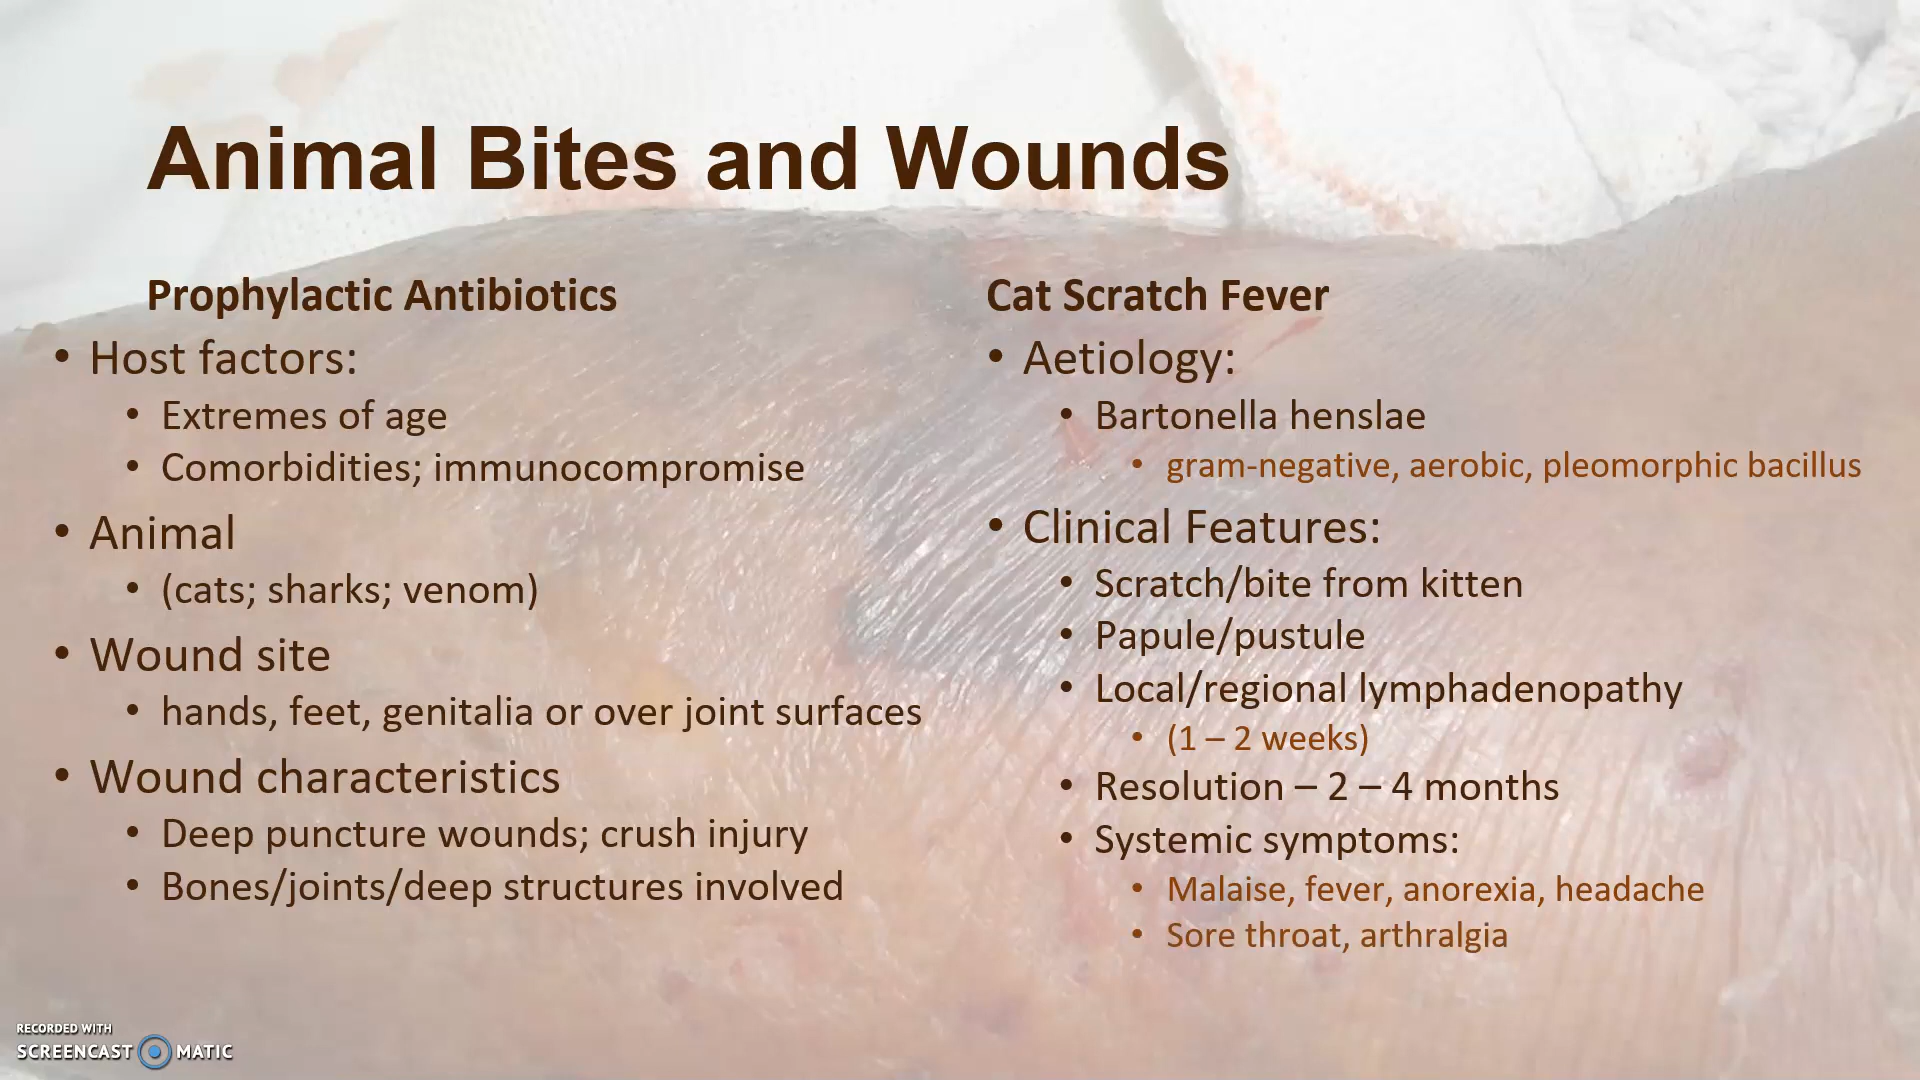 Animal Bites and Wounds
Prophylactic Antibiotics
• Host factors:
• Extremes of age
• Comorbidities; immunocompromise
• Animal
• (cats; sharks; venom)
• Wound site
• hands, feet, genitalia or over joint surfaces
• Wound characteristics
• Deep puncture wounds; crush injury
• Bones/joints/deep structures involved
Cat Scratch Fever
• Aetiology:
• Bartonella henslae
• gram-negative, aerobic, pleomorphic bacillus
• Clinical Features:
• Scratch/bite from kitten
• Papule/pustule
• Local/regional lymphadenopathy
• (1 – 2 weeks)
• Resolution – 2 – 4 months
• Systemic symptoms:
• Malaise, fever, anorexia, headache
• Sore throat, arthralgia
RECORDED WITH
SCREENCAST MATIC